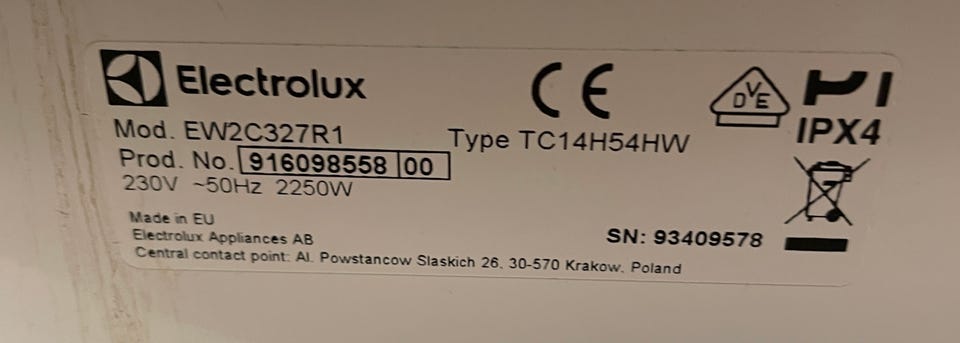 Electrolux
CE
DVE
IPX4
Mod. EW2C327R1
Type TC14H54HW
Prod. No. 916098558 00
230V ~50Hz 2250W
Made in EU
Electrolux Appliances AB
Central contact point: Al. Powstancow Slaskich 26, 30-570 Krakow, Poland
SN: 93409578